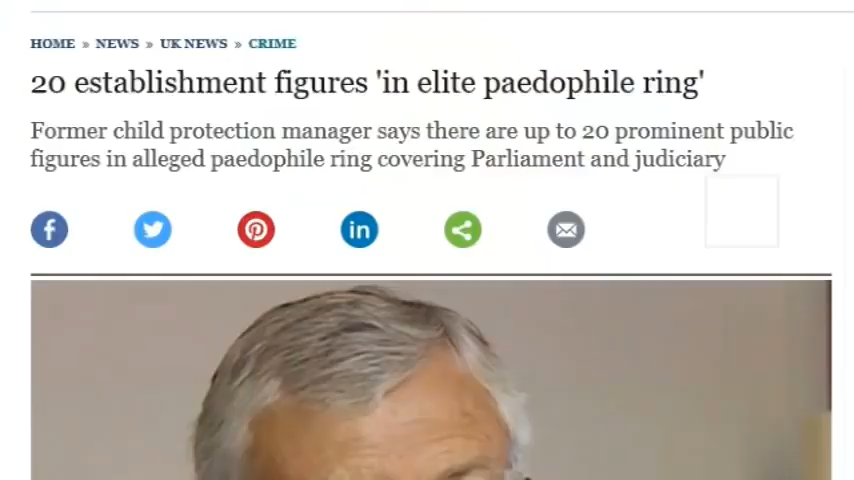 HOME » NEWS » UK NEWS » CRIME
20 establishment figures 'in elite paedophile ring'
Former child protection manager says there are up to 20 prominent public
figures in alleged paedophile ring covering Parliament and judiciary
f
in